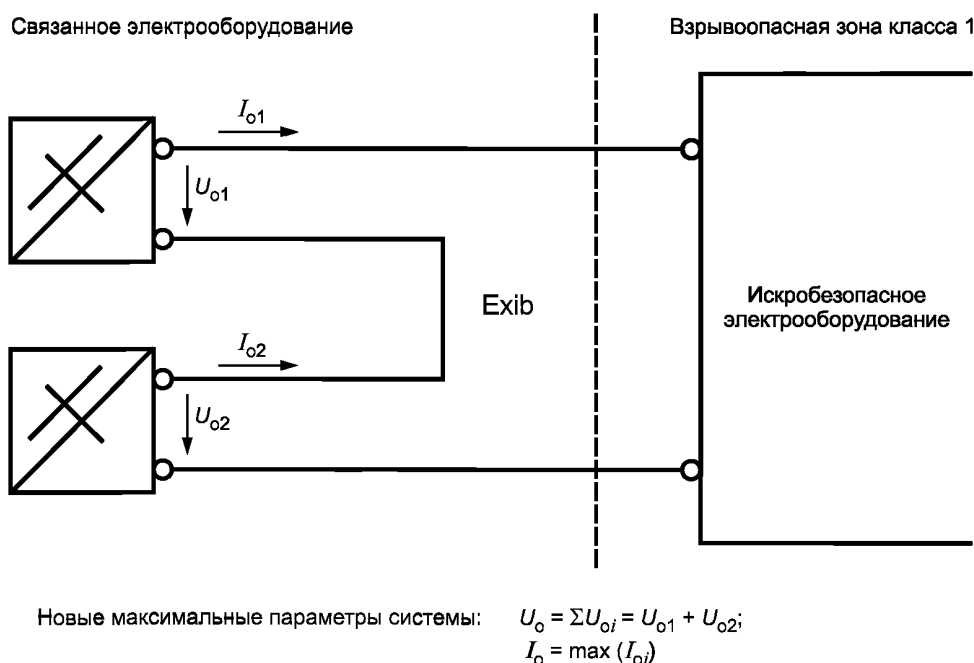 Связанное электрооборудование
Взрывоопасная зона класса 1
I_o1
U_o1
Exib
Искробезопасное
электрооборудование
I_o2
U_o2
Новые максимальные параметры системы: U_o = ΣU_oi = U_o1 + U_o2;
I_o = max (I_oi)